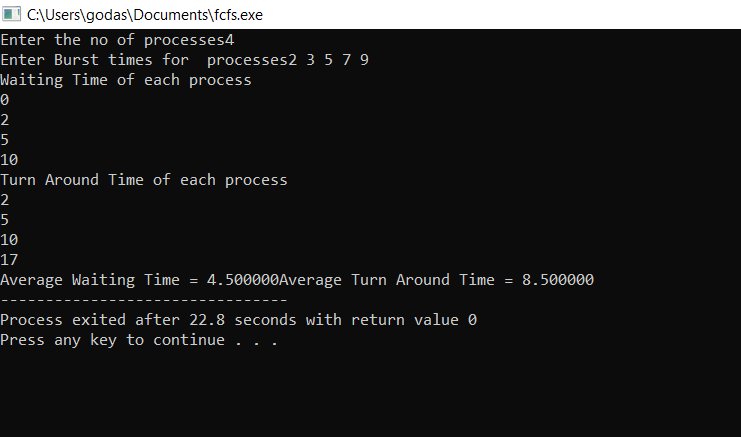 C:\Users\godas\Documents\fcfs.exe
Enter the no of processes4
Enter Burst times for  processes2 3 5 7 9
Waiting Time of each process
0
2
5
10
Turn Around Time of each process
2
5
10
17
Average Waiting Time = 4.500000Average Turn Around Time = 8.500000
--------------------------------
Process exited after 22.8 seconds with return value 0
Press any key to continue . . .